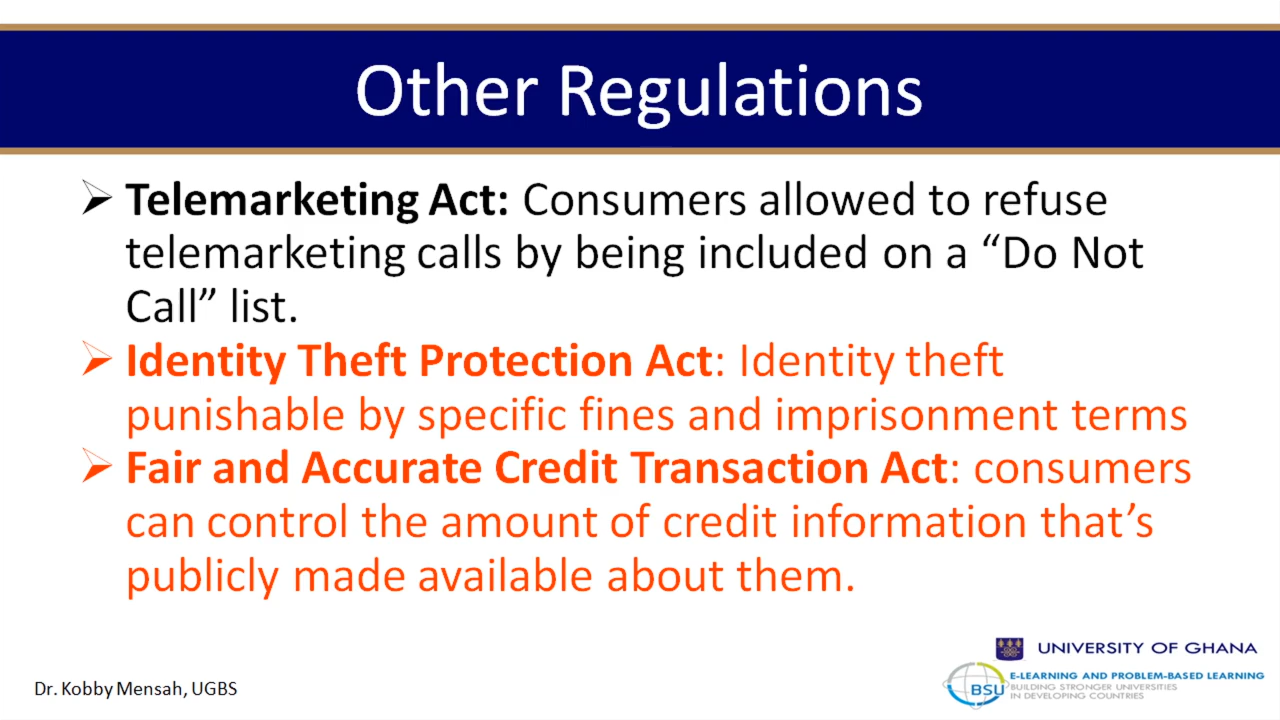 Other Regulations
Telemarketing Act: Consumers allowed to refuse
telemarketing calls by being included on a “Do Not
Call” list.
Identity Theft Protection Act: Identity theft
punishable by specific fines and imprisonment terms
Fair and Accurate Credit Transaction Act: consumers
can control the amount of credit information that’s
publicly made available about them.
UNIVERSITY OF GHANA
BSU
E-LEARNING AND PROBLEM-BASED LEARNING
BUILDING STRONGER UNIVERSITIES
IN DEVELOPING COUNTRIES
Dr. Kobby Mensah, UGBS